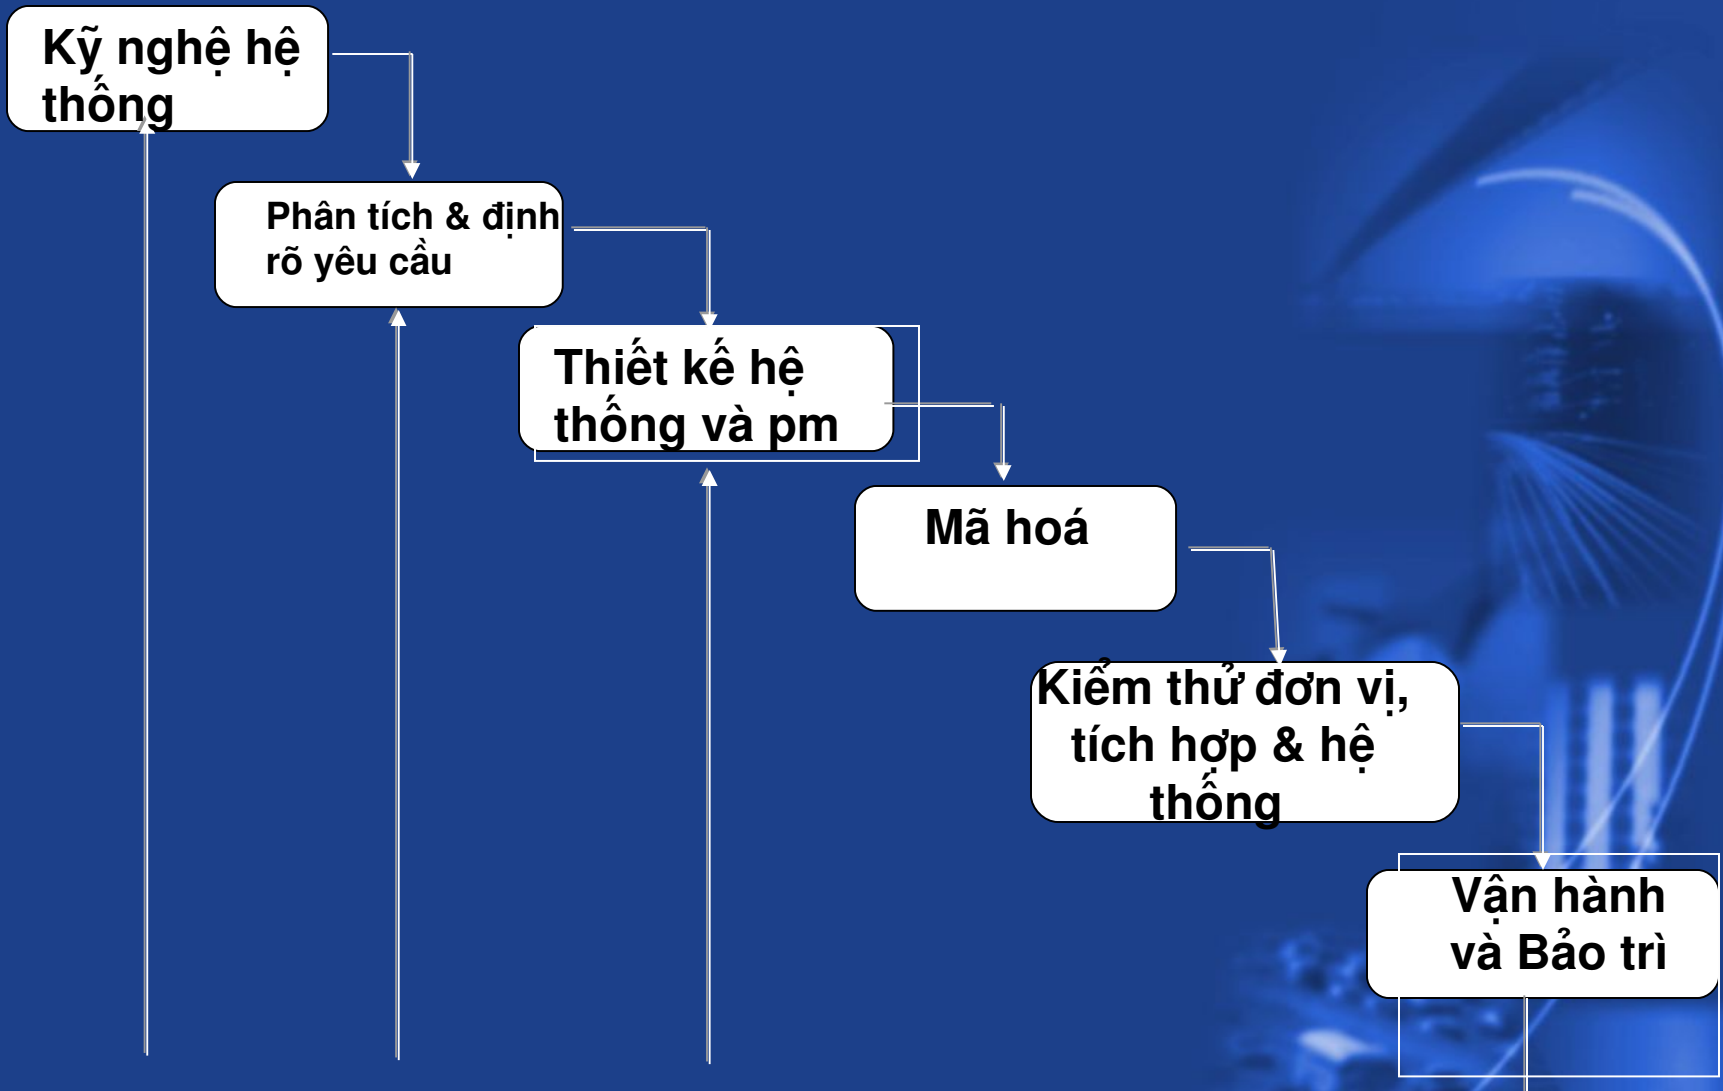 Kỹ nghệ hệ
thống
Phân tích & định
rõ yêu cầu
Thiết kế hệ
thống và pm
Mã hoá
Kiểm thử đơn vị,
tích hợp & hệ
thống
Vận hành
và Bảo trì